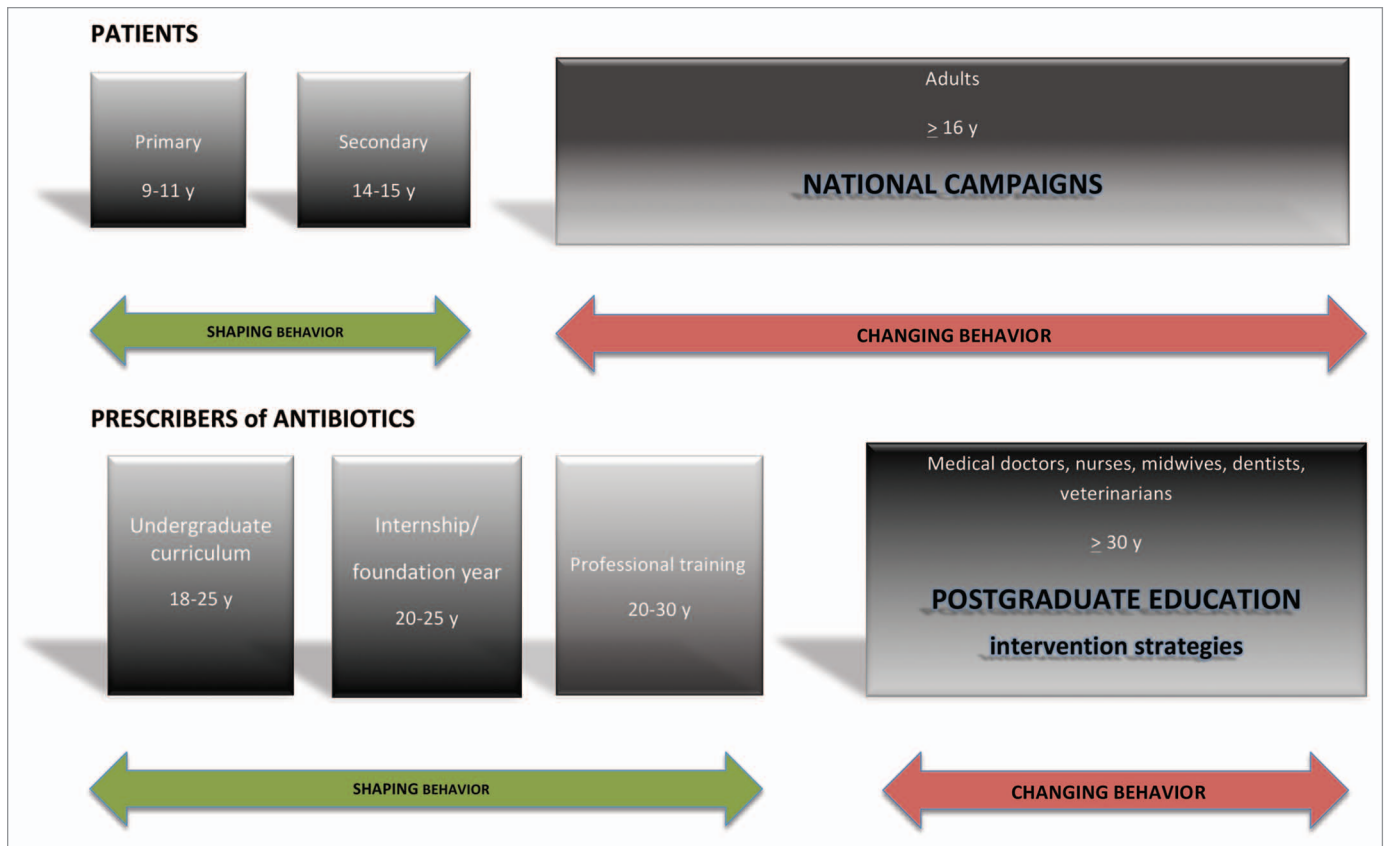 PATIENTS
Primary
9-11 y
Secondary
14-15 y
Adults
≥ 16 y
NATIONAL CAMPAIGNS
SHAPING BEHAVIOR
CHANGING BEHAVIOR
PRESCRIBERS of ANTIBIOTICS
Undergraduate
curriculum
18-25 y
Internship/
foundation year
20-25 y
Professional training
20-30 y
Medical doctors, nurses, midwives, dentists,
veterinarians
≥ 30 y
POSTGRADUATE EDUCATION
intervention strategies
SHAPING BEHAVIOR
CHANGING BEHAVIOR